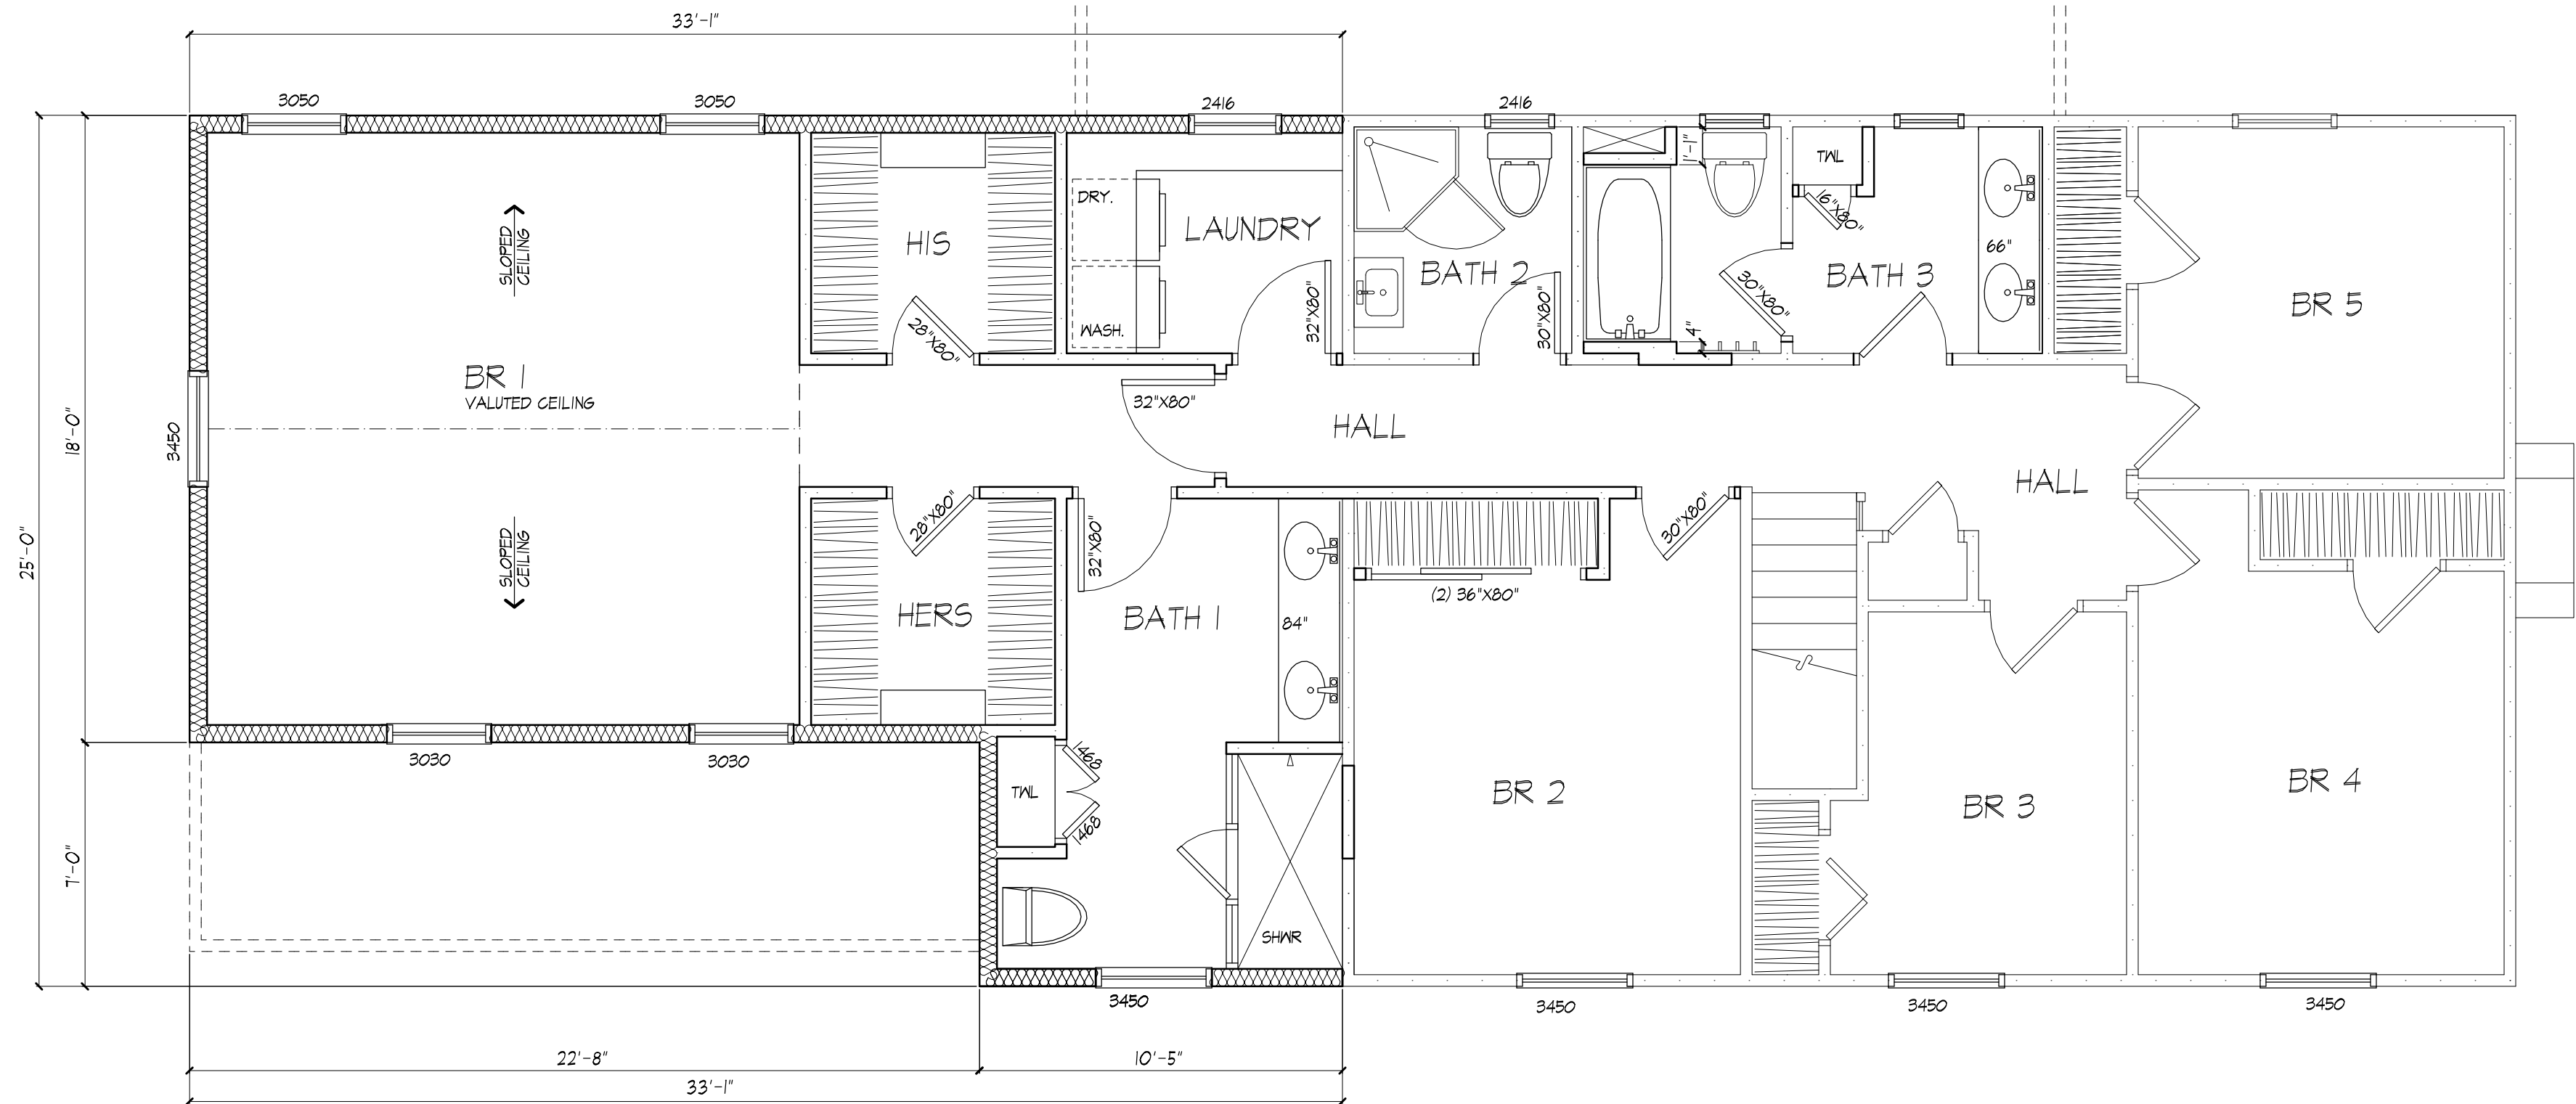 33'-1"
3050
3050
2416
2416
1'-1"
TWL
16"X80"
DRY.
LAUNDRY
SLOPED
CEILING
HIS
66"
BATH 2
BATH 3
30"X80"
BR 5
WASH.
32"X80"
30"X80"
4"
28"X80"
BR 1
VALUTED CEILING
32"X80"
18'-0"
3450
HALL
HALL
25'-0"
28"X80"
32"X80"
30"X80"
SLOPED
CEILING
(2) 36"X80"
HERS
BATH 1
84"
3030
3030
1468
TWL
1468
BR 2
BR 3
BR 4
7'-0"
SHWR
3450
3450
3450
3450
22'-8"
10'-5"
33'-1"